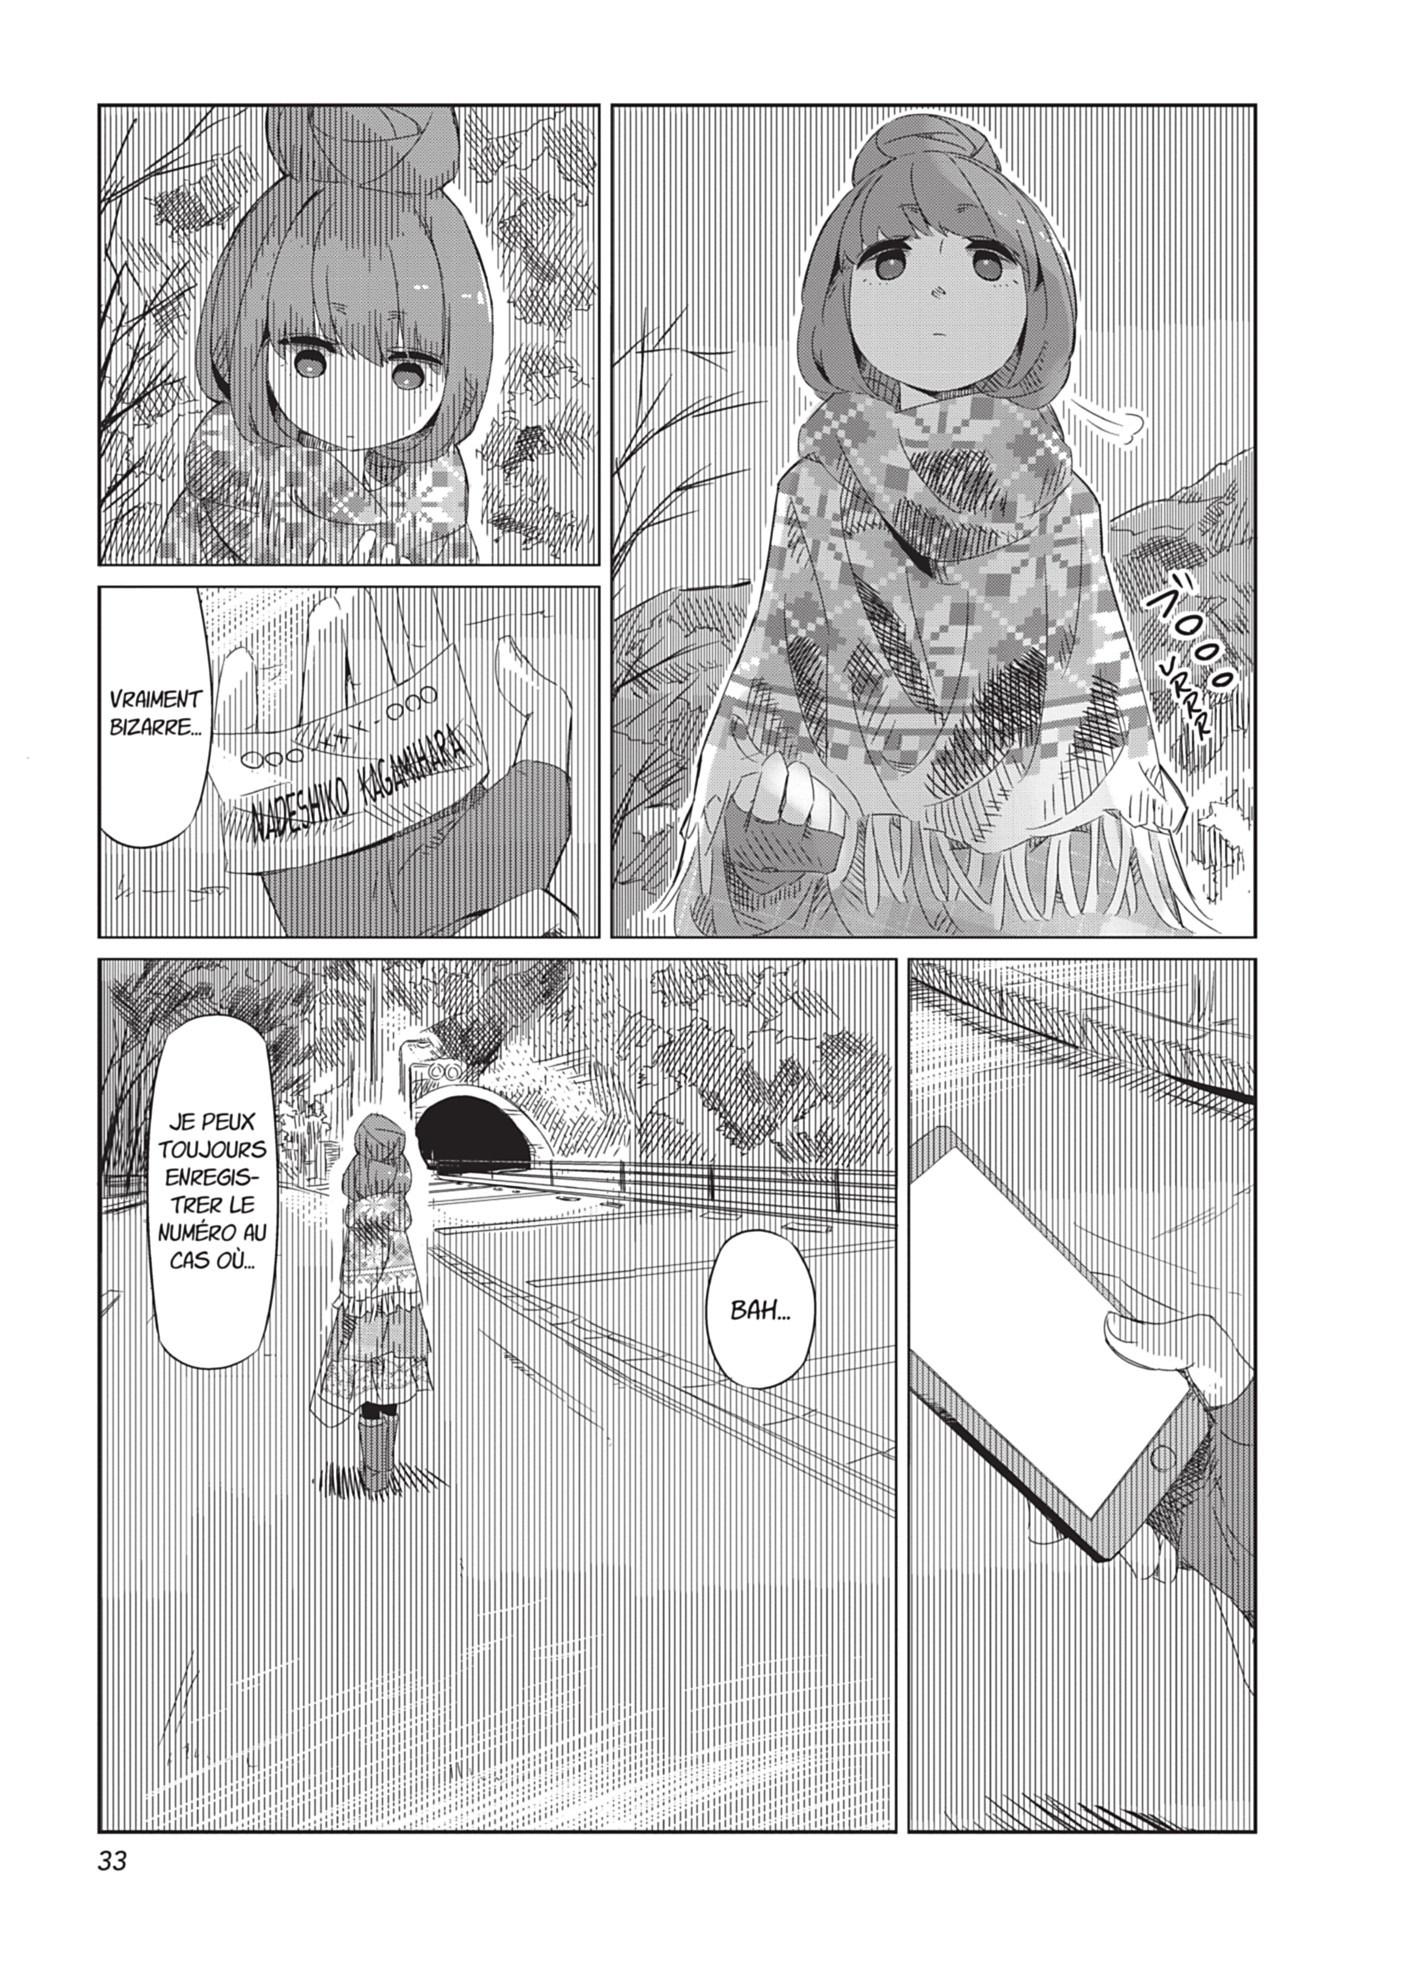 ブロロロ
VRRRR
VRAIMENT
BIZARRE...
○○○ ××× - ○○○
NADESHIKO KAGAMIHARA
BAH...
JE PEUX
TOUJOURS
ENREGIS-
TRER LE
NUMÉRO AU
CAS OÙ...
33